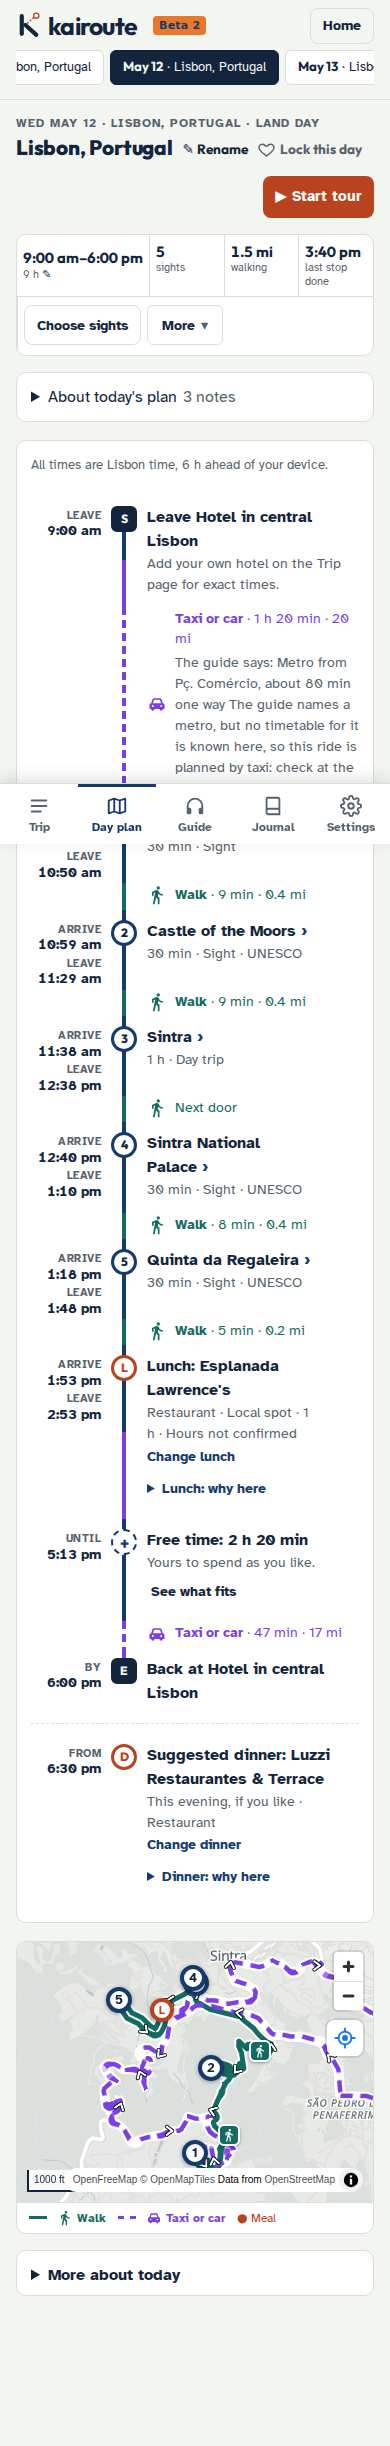 kairoute Beta 2 Home
bon, Portugal May 12 · Lisbon, Portugal May 13 · Lisb
WED MAY 12 · LISBON, PORTUGAL · LAND DAY
Lisbon, Portugal ✎ Rename Lock this day
▶ Start tour
9:00 am–6:00 pm
9 h ✎
5
sights
1.5 mi
walking
3:40 pm
last stop
done
Choose sights More ▾
▶ About today's plan 3 notes
All times are Lisbon time, 6 h ahead of your device.
LEAVE
9:00 am
S
Leave Hotel in central
Lisbon
Add your own hotel on the Trip
page for exact times.
Taxi or car · 1 h 20 min · 20
mi
The guide says: Metro from
Pç. Comércio, about 80 min
one way The guide names a
metro, but no timetable for it
is known here, so this ride is
planned by taxi: check at the
Trip Day plan Guide Journal Settings
30 min · Sight
LEAVE
10:50 am
Walk · 9 min · 0.4 mi
ARRIVE
10:59 am
LEAVE
11:29 am
2
Castle of the Moors ›
30 min · Sight · UNESCO
Walk · 9 min · 0.4 mi
ARRIVE
11:38 am
LEAVE
12:38 pm
3
Sintra ›
1 h · Day trip
Next door
ARRIVE
12:40 pm
LEAVE
1:10 pm
4
Sintra National
Palace ›
30 min · Sight · UNESCO
Walk · 8 min · 0.4 mi
ARRIVE
1:18 pm
LEAVE
1:48 pm
5
Quinta da Regaleira ›
30 min · Sight · UNESCO
Walk · 5 min · 0.2 mi
ARRIVE
1:53 pm
LEAVE
2:53 pm
L
Lunch: Esplanada
Lawrence's
Restaurant · Local spot · 1
h · Hours not confirmed
Change lunch
▶ Lunch: why here
UNTIL
5:13 pm
+
Free time: 2 h 20 min
Yours to spend as you like.
See what fits
Taxi or car · 47 min · 17 mi
BY
6:00 pm
E
Back at Hotel in central
Lisbon
FROM
6:30 pm
D
Suggested dinner: Luzzi
Restaurantes & Terrace
This evening, if you like ·
Restaurant
Change dinner
▶ Dinner: why here
Sintra
+
−
4
5
L
2
SÃO PEDRO D
PENAFERRIM
1
1000 ft OpenFreeMap © OpenMapTiles Data from OpenStreetMap
Walk Taxi or car Meal
▶ More about today